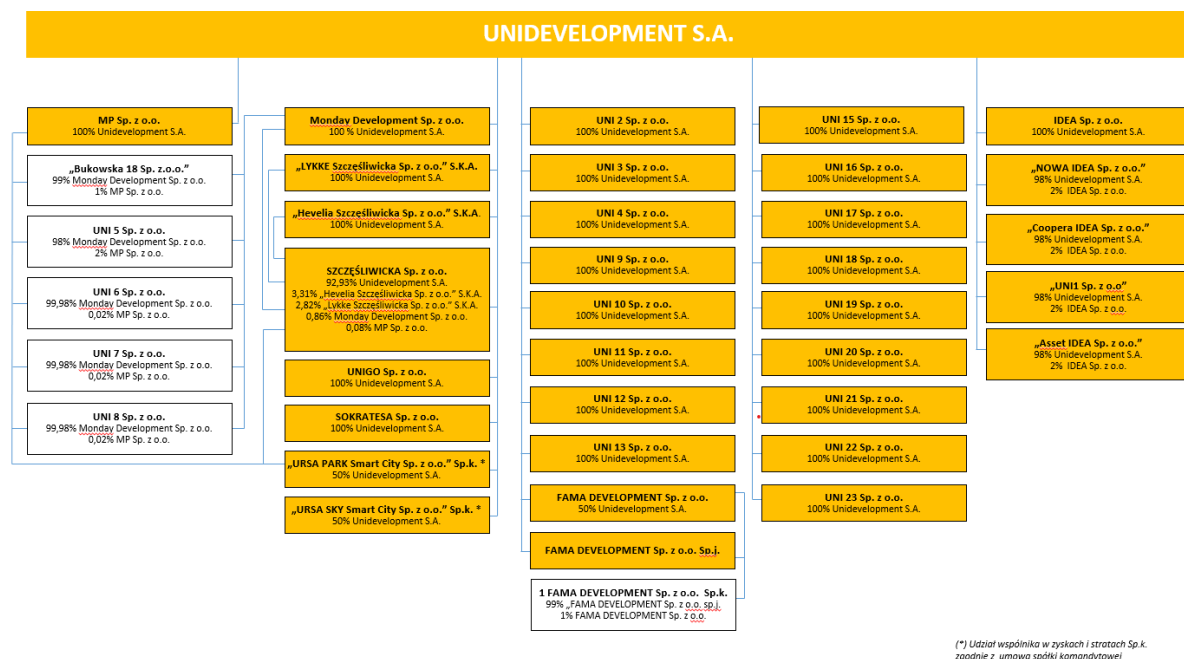 UNIDEVELOPMENT S.A.
MP Sp. z o.o.
100% Unidevelopment S.A.
„Bukowska 18 Sp. z.o.o.”
99% Monday Development Sp. z o.o.
1% MP Sp. z o.o.
UNI 5 Sp. z o.o.
98% Monday Development Sp. z o.o.
2% MP Sp. z o.o.
UNI 6 Sp. z o.o.
99,98% Monday Development Sp. z o.o.
0,02% MP Sp. z o.o.
UNI 7 Sp. z o.o.
99,98% Monday Development Sp. z o.o.
0,02% MP Sp. z o.o.
UNI 8 Sp. z o.o.
99,98% Monday Development Sp. z o.o.
0,02% MP Sp. z o.o.
Monday Development Sp. z o.o.
100 % Unidevelopment S.A.
„LYKKE Szczęśliwicka Sp. z o.o.” S.K.A.
100% Unidevelopment S.A.
„Hevelia Szczęśliwicka Sp. z o.o.” S.K.A.
100% Unidevelopment S.A.
SZCZĘŚLIWICKA Sp. z o.o.
92,93% Unidevelopment S.A.
3,31% „Hevelia Szczęśliwicka Sp. z o.o.” S.K.A.
2,82% „Lykke Szczęśliwicka Sp. z o.o.” S.K.A.
0,86% Monday Development Sp. z o.o.
0,08% MP Sp. z o.o.
UNIGO Sp. z o.o.
100% Unidevelopment S.A.
SOKRATESA Sp. z o.o.
100% Unidevelopment S.A.
„URSA PARK Smart City Sp. z o.o.” Sp.k. *
50% Unidevelopment S.A.
„URSA SKY Smart City Sp. z o.o.” Sp.k. *
50% Unidevelopment S.A.
UNI 2 Sp. z o.o.
100% Unidevelopment S.A.
UNI 3 Sp. z o.o.
100% Unidevelopment S.A.
UNI 4 Sp. z o.o.
100% Unidevelopment S.A.
UNI 9 Sp. z o.o.
100% Unidevelopment S.A.
UNI 10 Sp. z o.o.
100% Unidevelopment S.A.
UNI 11 Sp. z o.o.
100% Unidevelopment S.A.
UNI 12 Sp. z o.o.
100% Unidevelopment S.A.
UNI 13 Sp. z o.o.
100% Unidevelopment S.A.
FAMA DEVELOPMENT Sp. z o.o.
50% Unidevelopment S.A.
FAMA DEVELOPMENT Sp. z o.o. Sp.j.
1 FAMA DEVELOPMENT Sp. z o.o. Sp.k.
99% „FAMA DEVELOPMENT Sp. z o.o. sp.j.
1% FAMA DEVELOPMENT Sp. z o.o.
UNI 15 Sp. z o.o.
100% Unidevelopment S.A.
UNI 16 Sp. z o.o.
100% Unidevelopment S.A.
UNI 17 Sp. z o.o.
100% Unidevelopment S.A.
UNI 18 Sp. z o.o.
100% Unidevelopment S.A.
UNI 19 Sp. z o.o.
100% Unidevelopment S.A.
UNI 20 Sp. z o.o.
100% Unidevelopment S.A.
UNI 21 Sp. z o.o.
100% Unidevelopment S.A.
UNI 22 Sp. z o.o.
100% Unidevelopment S.A.
UNI 23 Sp. z o.o.
100% Unidevelopment S.A.
IDEA Sp. z o.o.
100% Unidevelopment S.A.
„NOWA IDEA Sp. z o.o.”
98% Unidevelopment S.A.
2% IDEA Sp. z o.o.
„Coopera IDEA Sp. z o.o.”
98% Unidevelopment S.A.
2% IDEA Sp. z o.o.
„UNI1 Sp. z o.o”
98% Unidevelopment S.A.
2% IDEA Sp. z o.o.
„Asset IDEA Sp. z o.o.”
98% Unidevelopment S.A.
2% IDEA Sp. z o.o.
(*) Udział wspólnika w zyskach i stratach Sp.k.
zgodnie z umową spółki komandytowej